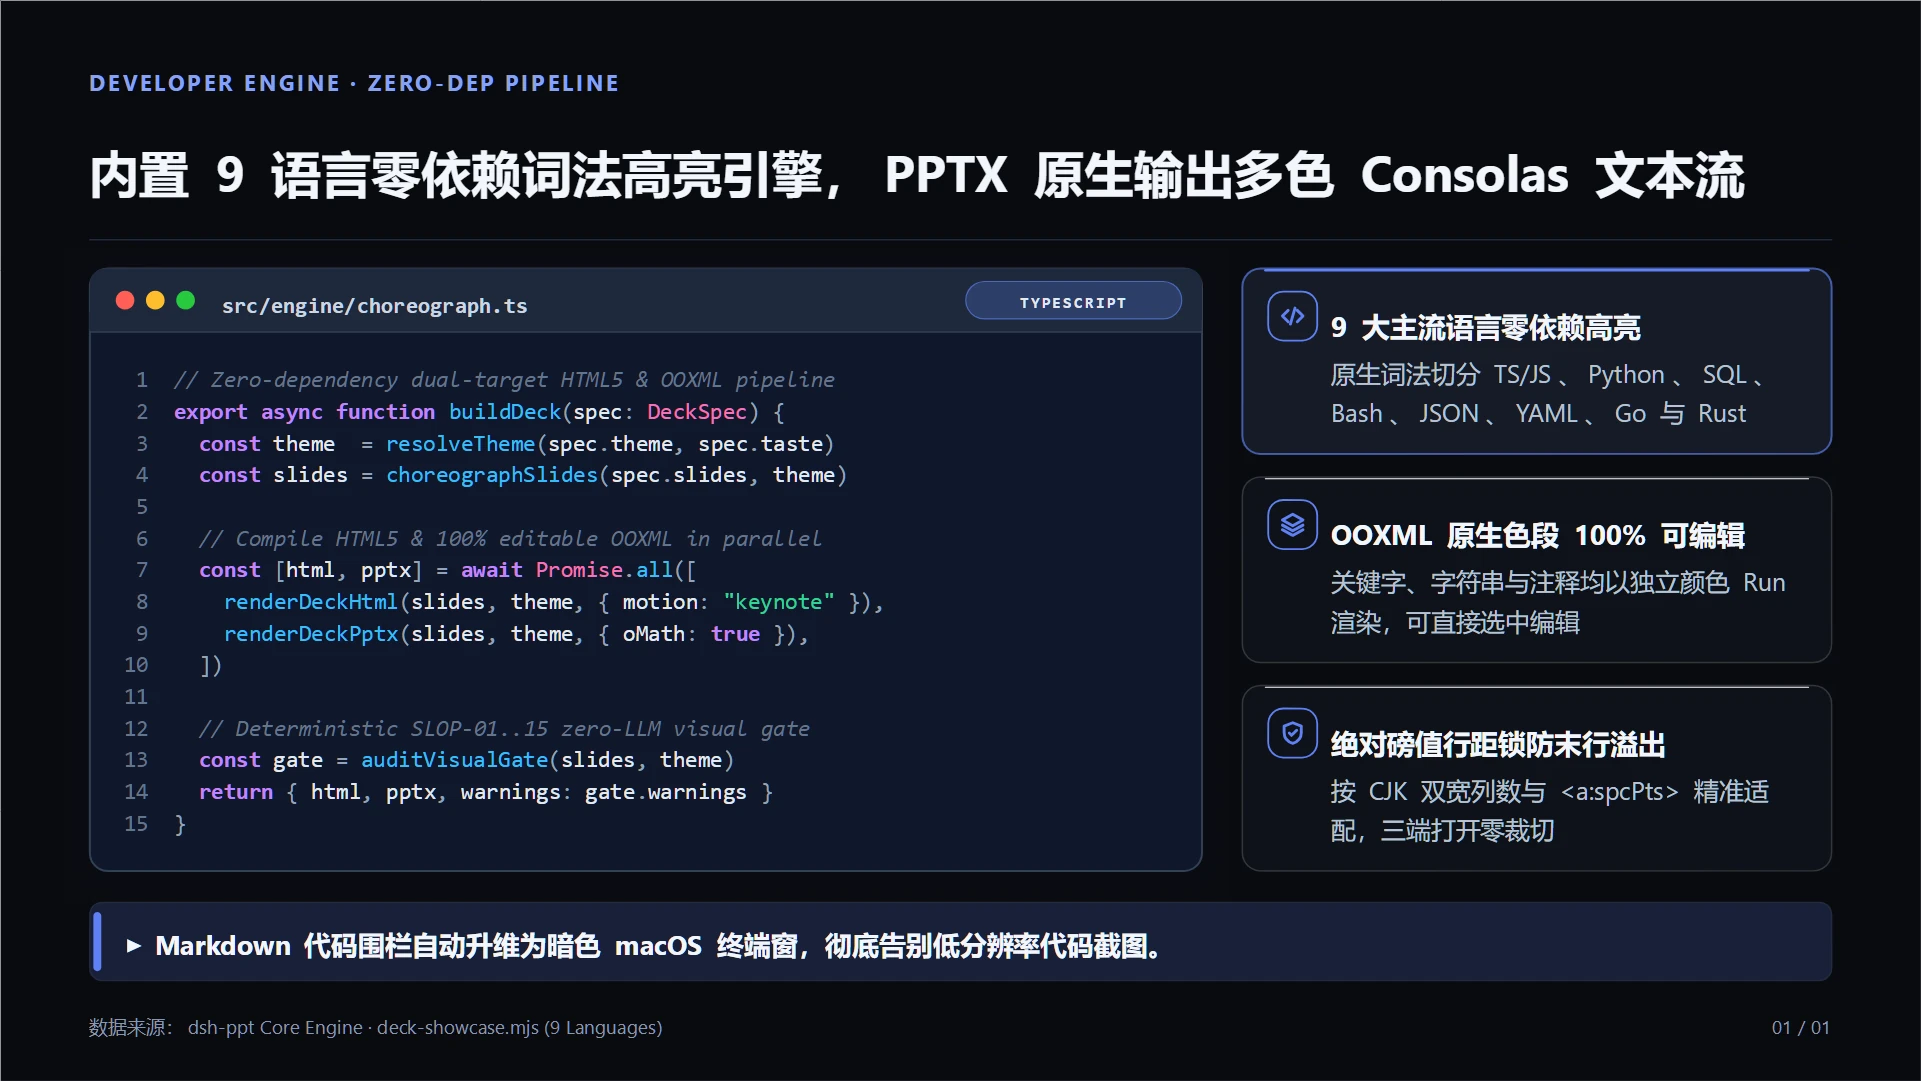 DEVELOPER ENGINE · ZERO-DEP PIPELINE
内置 9 语言零依赖词法高亮引擎， PPTX 原生输出多色 Consolas 文本流
src/engine/choreograph.ts
TYPESCRIPT
1 // Zero-dependency dual-target HTML5 & OOXML pipeline
2 export async function buildDeck(spec: DeckSpec) {
3   const theme  = resolveTheme(spec.theme, spec.taste)
4   const slides = choreographSlides(spec.slides, theme)
5
6   // Compile HTML5 & 100% editable OOXML in parallel
7   const [html, pptx] = await Promise.all([
8     renderDeckHtml(slides, theme, { motion: "keynote" }),
9     renderDeckPptx(slides, theme, { oMath: true }),
10   ])
11
12   // Deterministic SLOP-01..15 zero-LLM visual gate
13   const gate = auditVisualGate(slides, theme)
14   return { html, pptx, warnings: gate.warnings }
15 }
9 大主流语言零依赖高亮
原生词法切分 TS/JS 、 Python 、 SQL 、
Bash 、 JSON 、 YAML 、 Go 与 Rust
OOXML 原生色段 100% 可编辑
关键字、字符串与注释均以独立颜色 Run
渲染，可直接选中编辑
绝对磅值行距锁防末行溢出
按 CJK 双宽列数与 <a:spcPts> 精准适
配，三端打开零裁切
▶ Markdown 代码围栏自动升维为暗色 macOS 终端窗，彻底告别低分辨率代码截图。
数据来源： dsh-ppt Core Engine · deck-showcase.mjs (9 Languages)
01 / 01